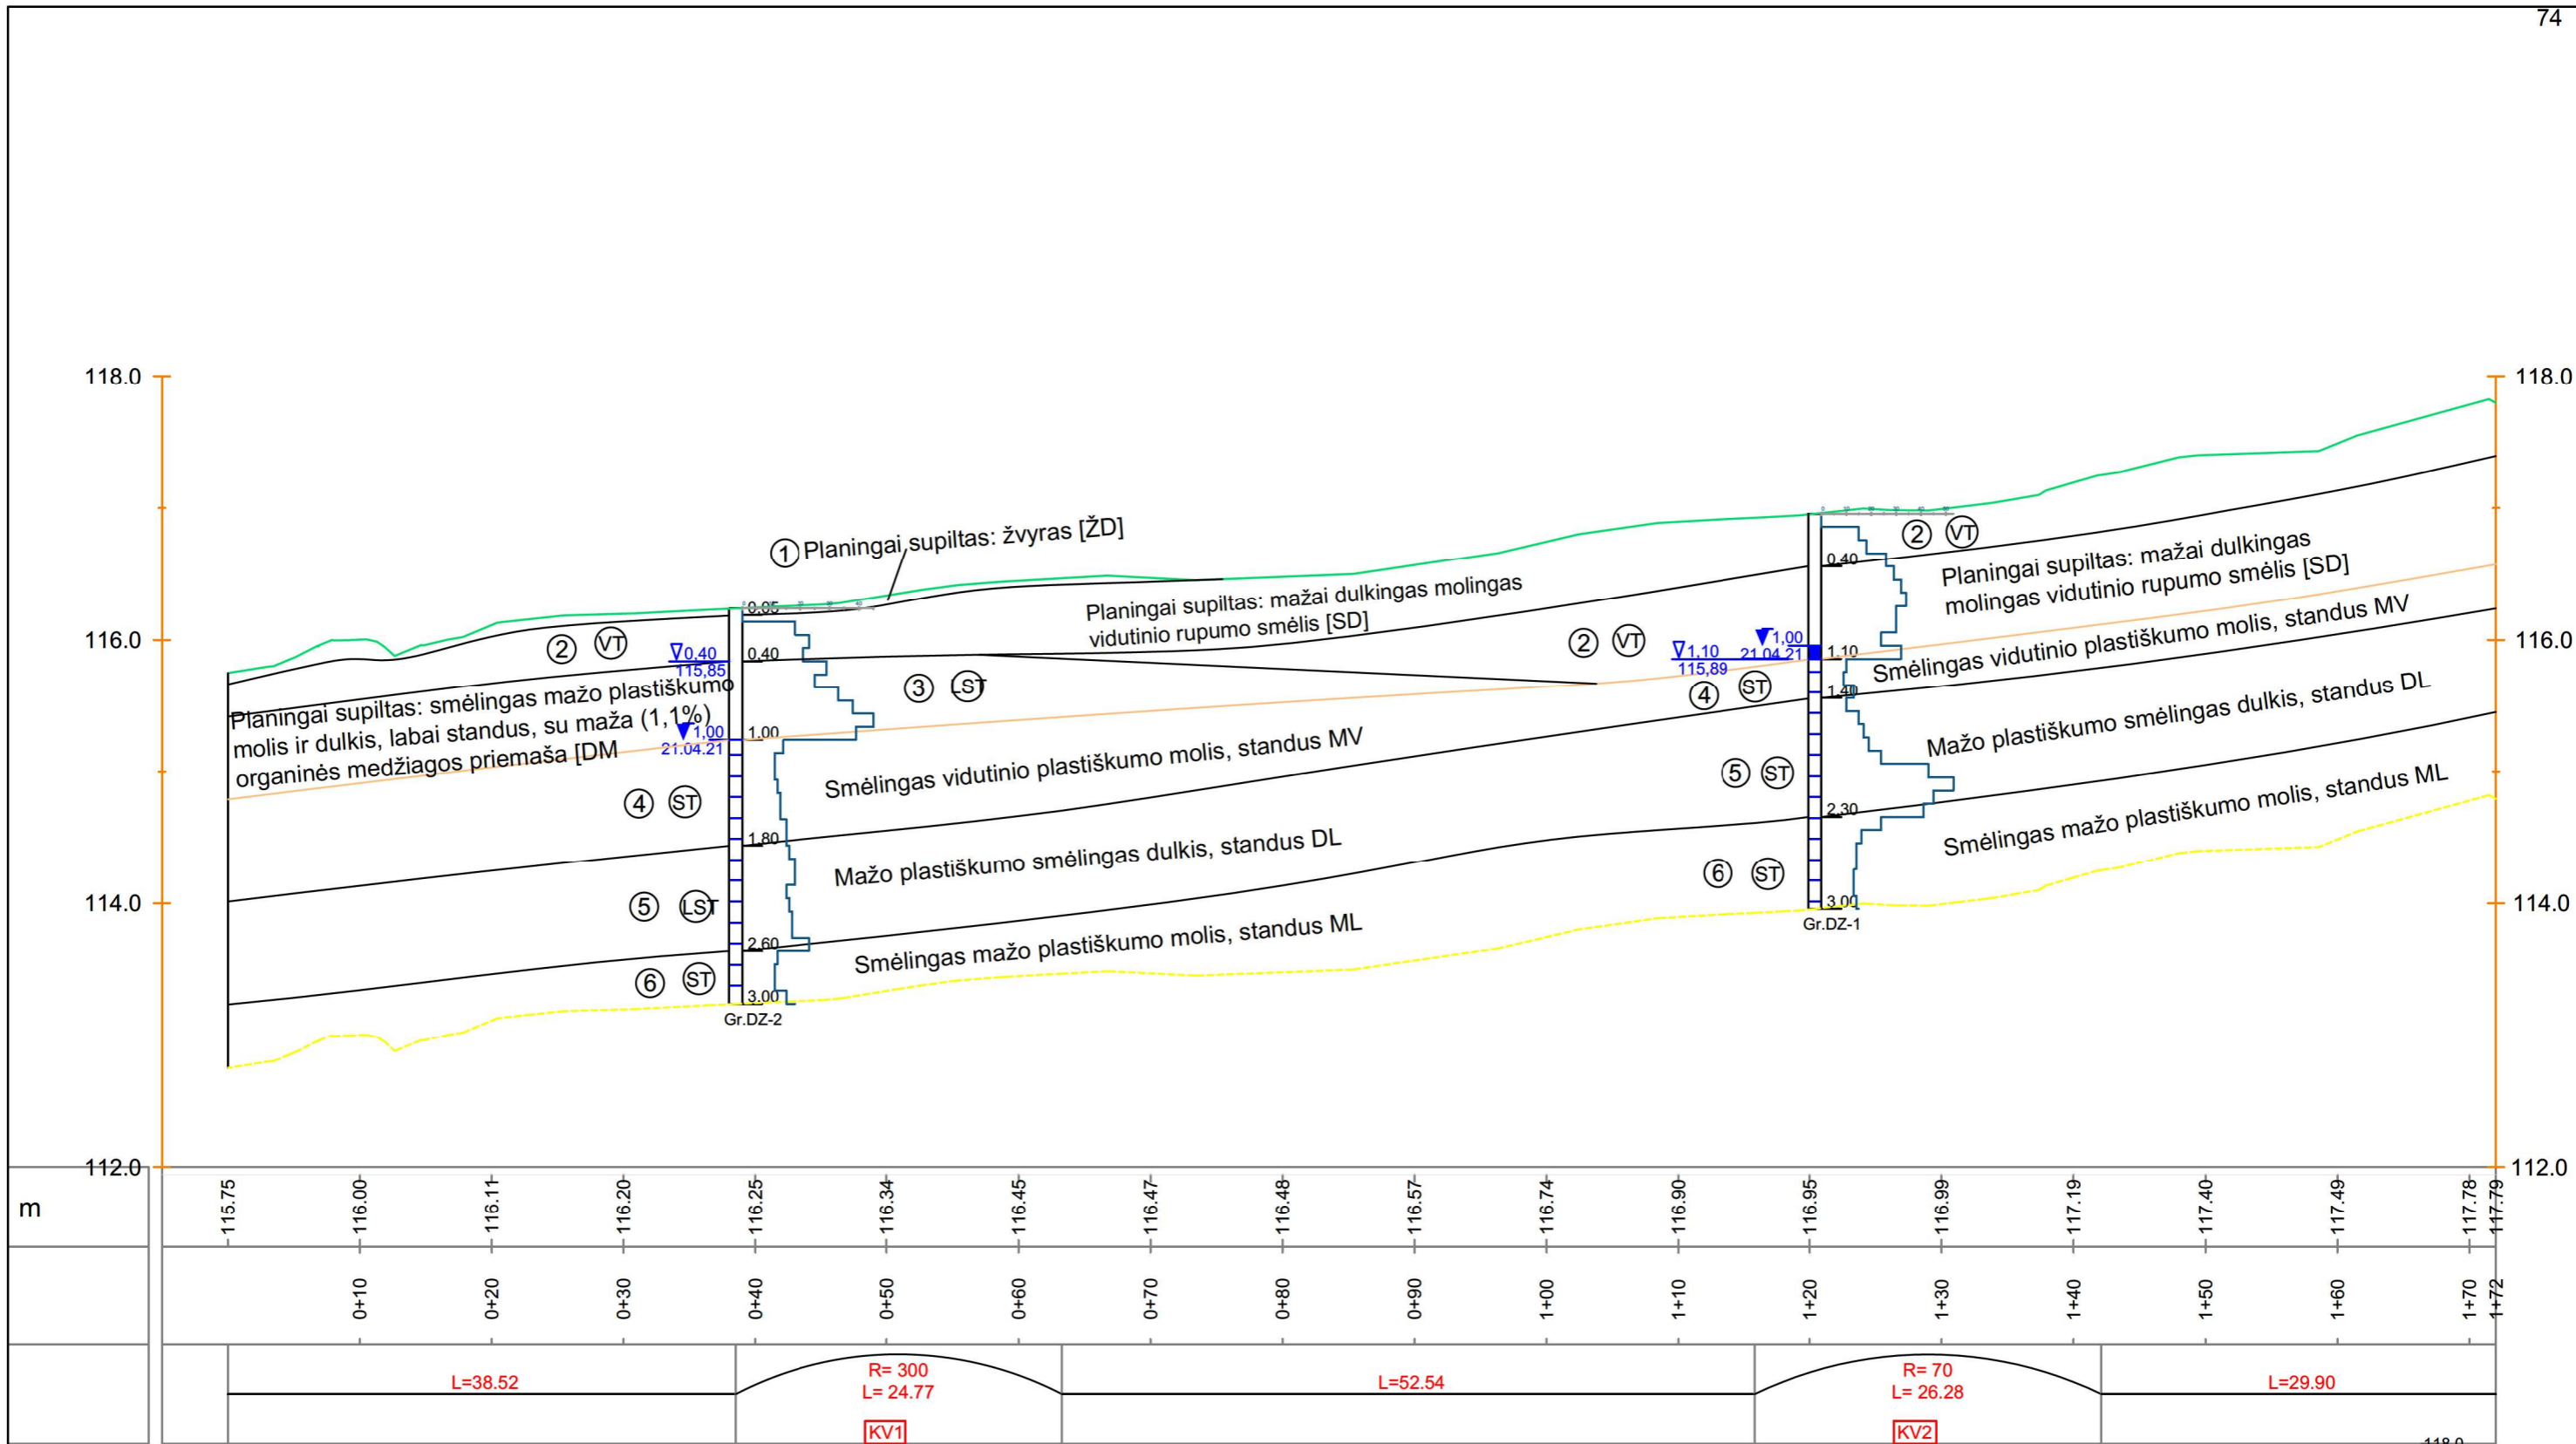 74
118.0
118.0
① Planingai supiltas: žvyras [ŽD]
② VT
Planingai supiltas: mažai dulkingas
molingas vidutinio rupumo smėlis [SD]
Planingai supiltas: mažai dulkingas molingas
vidutinio rupumo smėlis [SD]
0,05
0,40
0,40
116.0
116.0
② VT
② VT
0,40
115,85
1,10
115,89
1,00
21.04.21
1,10
Smėlingas vidutinio plastiškumo molis, standus MV
③ LST
④ ST
1,40
Planingai supiltas: smėlingas mažo plastiškumo
molis ir dulkis, labai standus, su maža (1,1%)
organinės medžiagos priemaša [DM
1,00
21.04.21
1,00
Mažo plastiškumo smėlingas dulkis, standus DL
Smėlingas vidutinio plastiškumo molis, standus MV
④ ST
⑤ ST
2,30
Smėlingas mažo plastiškumo molis, standus ML
1,80
Mažo plastiškumo smėlingas dulkis, standus DL
⑥ ST
114.0
114.0
⑤ LST
3,00
Gr.DZ-1
2,60
Smėlingas mažo plastiškumo molis, standus ML
⑥ ST
3,00
Gr.DZ-2
112.0
112.0
m
115.75 116.00 116.11 116.20 116.25 116.34 116.45 116.47 116.48 116.57 116.74 116.90 116.95 116.99 117.19 117.40 117.49 117.78 117.79
0+10 0+20 0+30 0+40 0+50 0+60 0+70 0+80 0+90 1+00 1+10 1+20 1+30 1+40 1+50 1+60 1+70 1+72
L=38.52
R= 300
L= 24.77
KV1
L=52.54
R= 70
L= 26.28
KV2
L=29.90